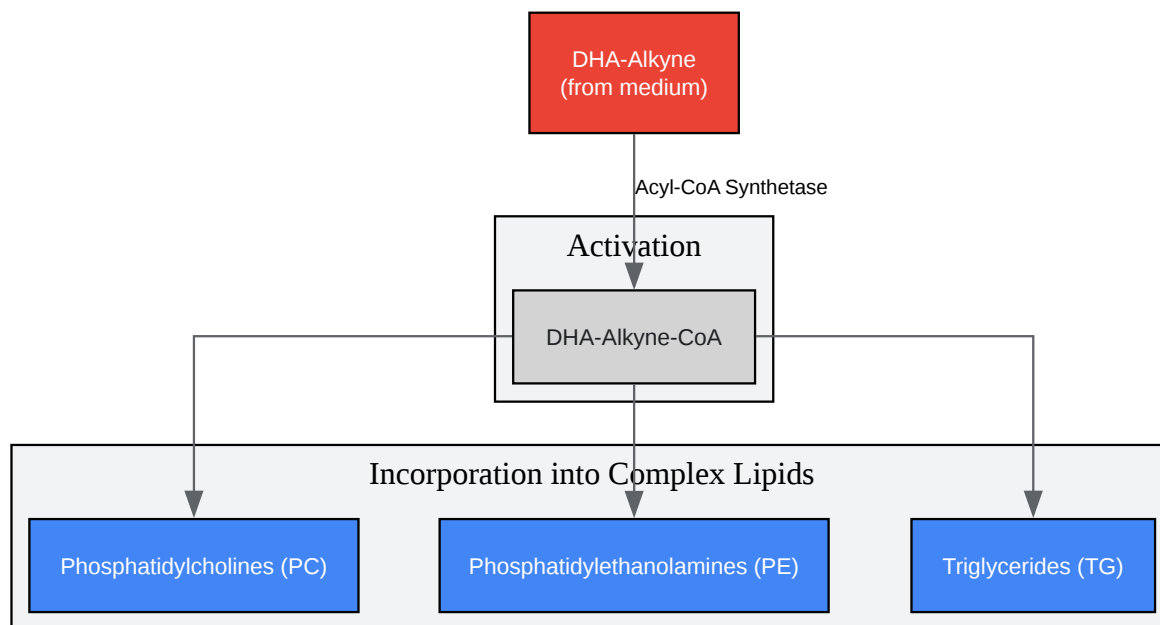 DHA-Alkyne
(from medium)
Acyl-CoA Synthetase
Activation
DHA-Alkyne-CoA
Incorporation into Complex Lipids
Phosphatidylcholines (PC)
Phosphatidylethanolamines (PE)
Triglycerides (TG)